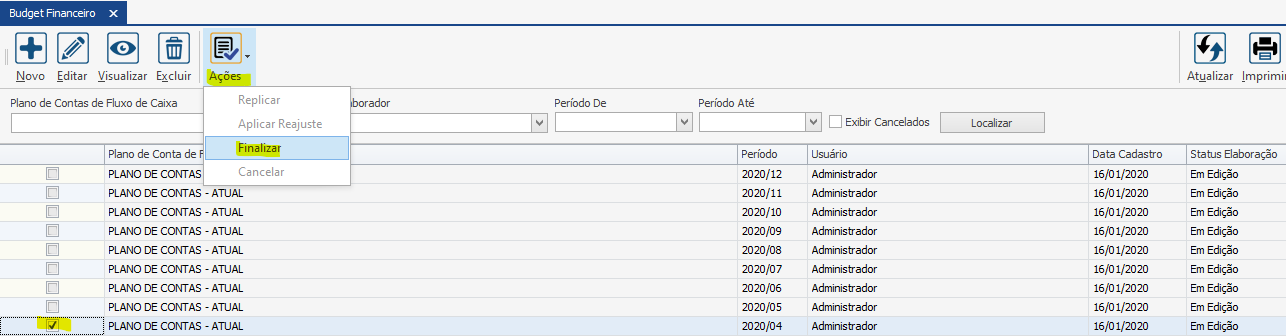 Budget Financeiro
Novo Editar Visualizar Excluir Ações Atualizar Imprimi
Replicar
Aplicar Reajuste
Finalizar
Cancelar
Plano de Contas de Fluxo de Caixa aborador Período De Período Até
Exibir Cancelados Localizar
Plano de Conta de F Período Usuário Data Cadastro Status Elaboração
PLANO DE CONTAS 2020/12 Administrador 16/01/2020 Em Edição
PLANO DE CONTAS - ATUAL 2020/11 Administrador 16/01/2020 Em Edição
PLANO DE CONTAS - ATUAL 2020/10 Administrador 16/01/2020 Em Edição
PLANO DE CONTAS - ATUAL 2020/09 Administrador 16/01/2020 Em Edição
PLANO DE CONTAS - ATUAL 2020/08 Administrador 16/01/2020 Em Edição
PLANO DE CONTAS - ATUAL 2020/07 Administrador 16/01/2020 Em Edição
PLANO DE CONTAS - ATUAL 2020/06 Administrador 16/01/2020 Em Edição
PLANO DE CONTAS - ATUAL 2020/05 Administrador 16/01/2020 Em Edição
PLANO DE CONTAS - ATUAL 2020/04 Administrador 16/01/2020 Em Edição